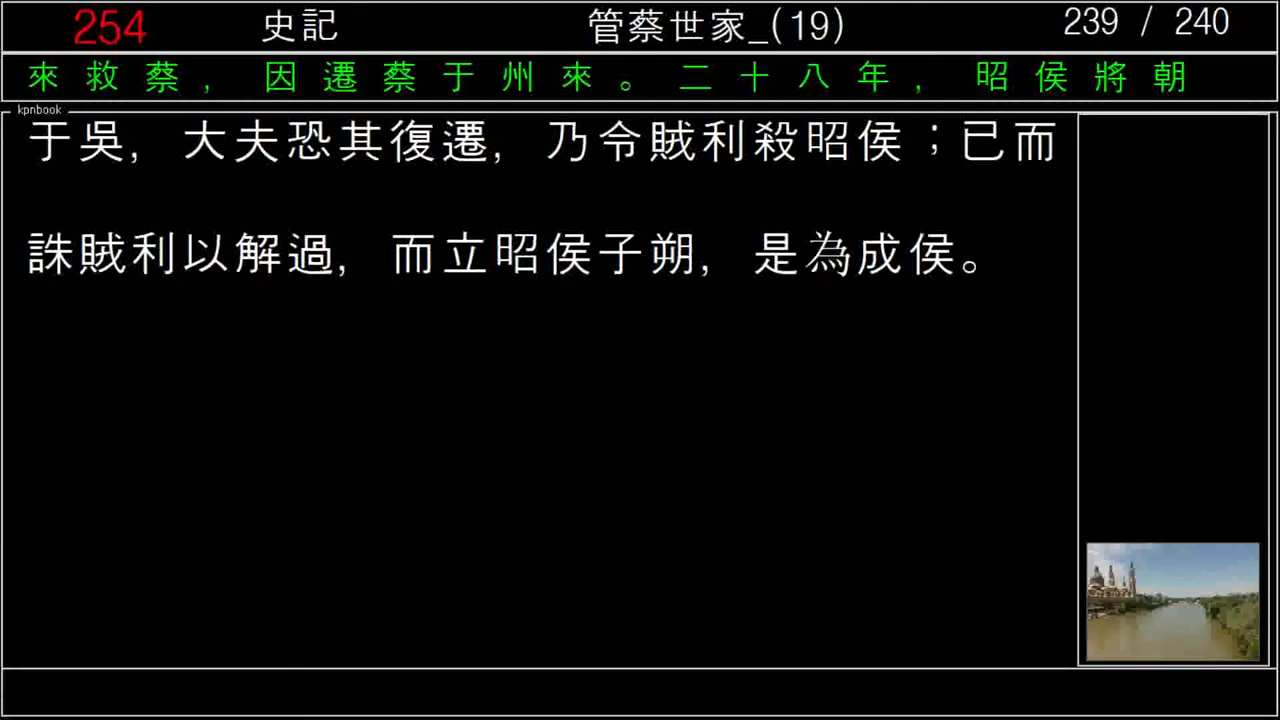 254 史記 管蔡世家_(19) 239 / 240
來救蔡,因遷蔡于州來。二十八年,昭侯將朝
kpnbook
于吳,大夫恐其復遷,乃令賊利殺昭侯;已而
誅賊利以解過,而立昭侯子朔,是為成侯。